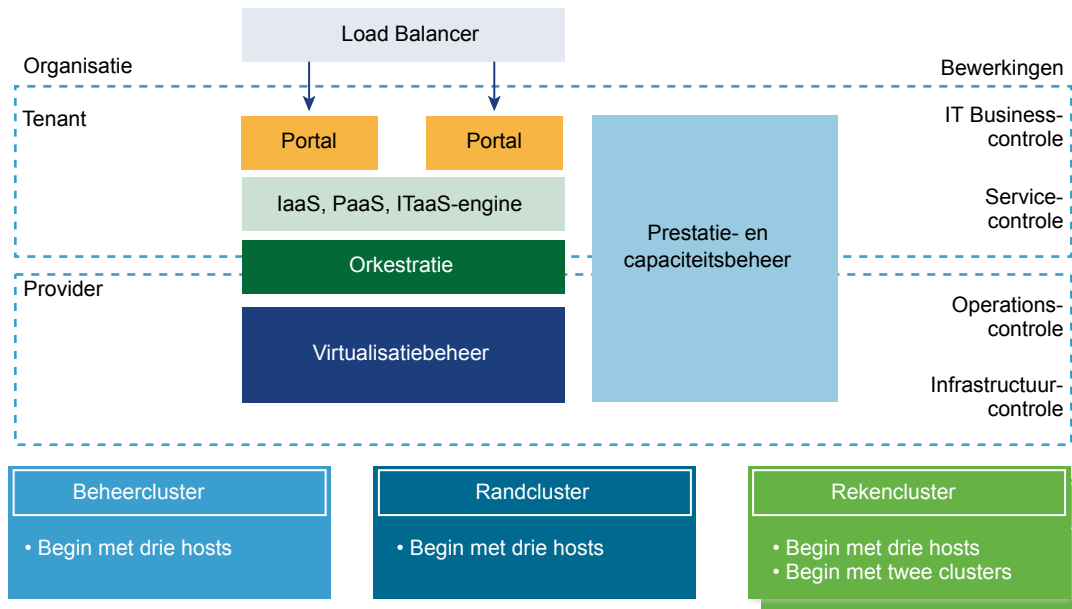 Load Balancer
Organisatie
Bewerkingen
Tenant
Portal
Portal
IT Business-
controle
IaaS, PaaS, ITaaS-engine
Service-
controle
Prestatie- en
capaciteitsbeheer
Orkestratie
Provider
Operations-
controle
Virtualisatiebeheer
Infrastructuur-
controle
Beheercluster
• Begin met drie hosts
Randcluster
• Begin met drie hosts
Rekencluster
• Begin met drie hosts
• Begin met twee clusters